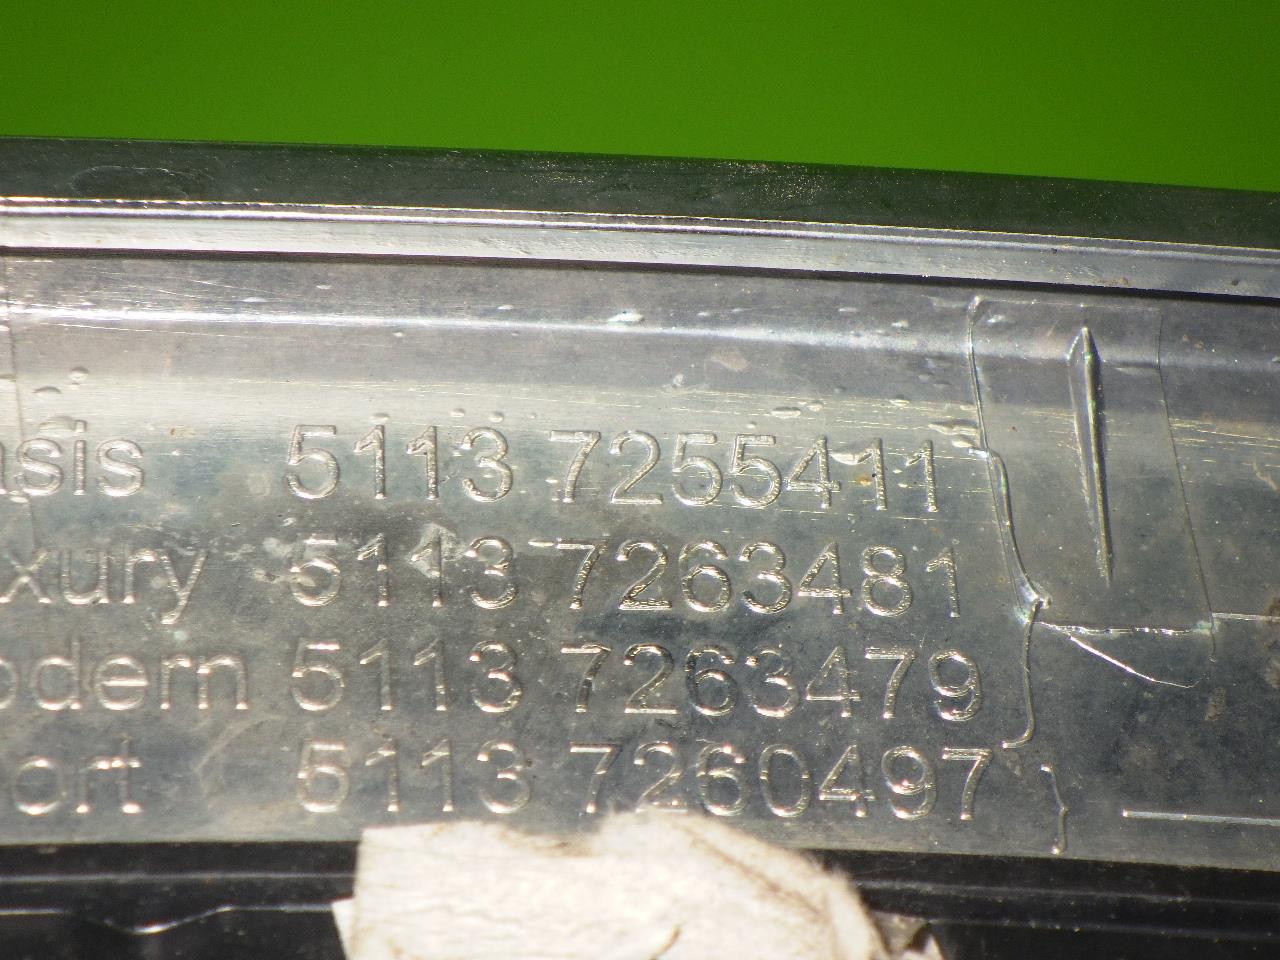 asis 5113 7255411
xury 5113 7263481
odern 5113 7263479
ort 5113 7260497